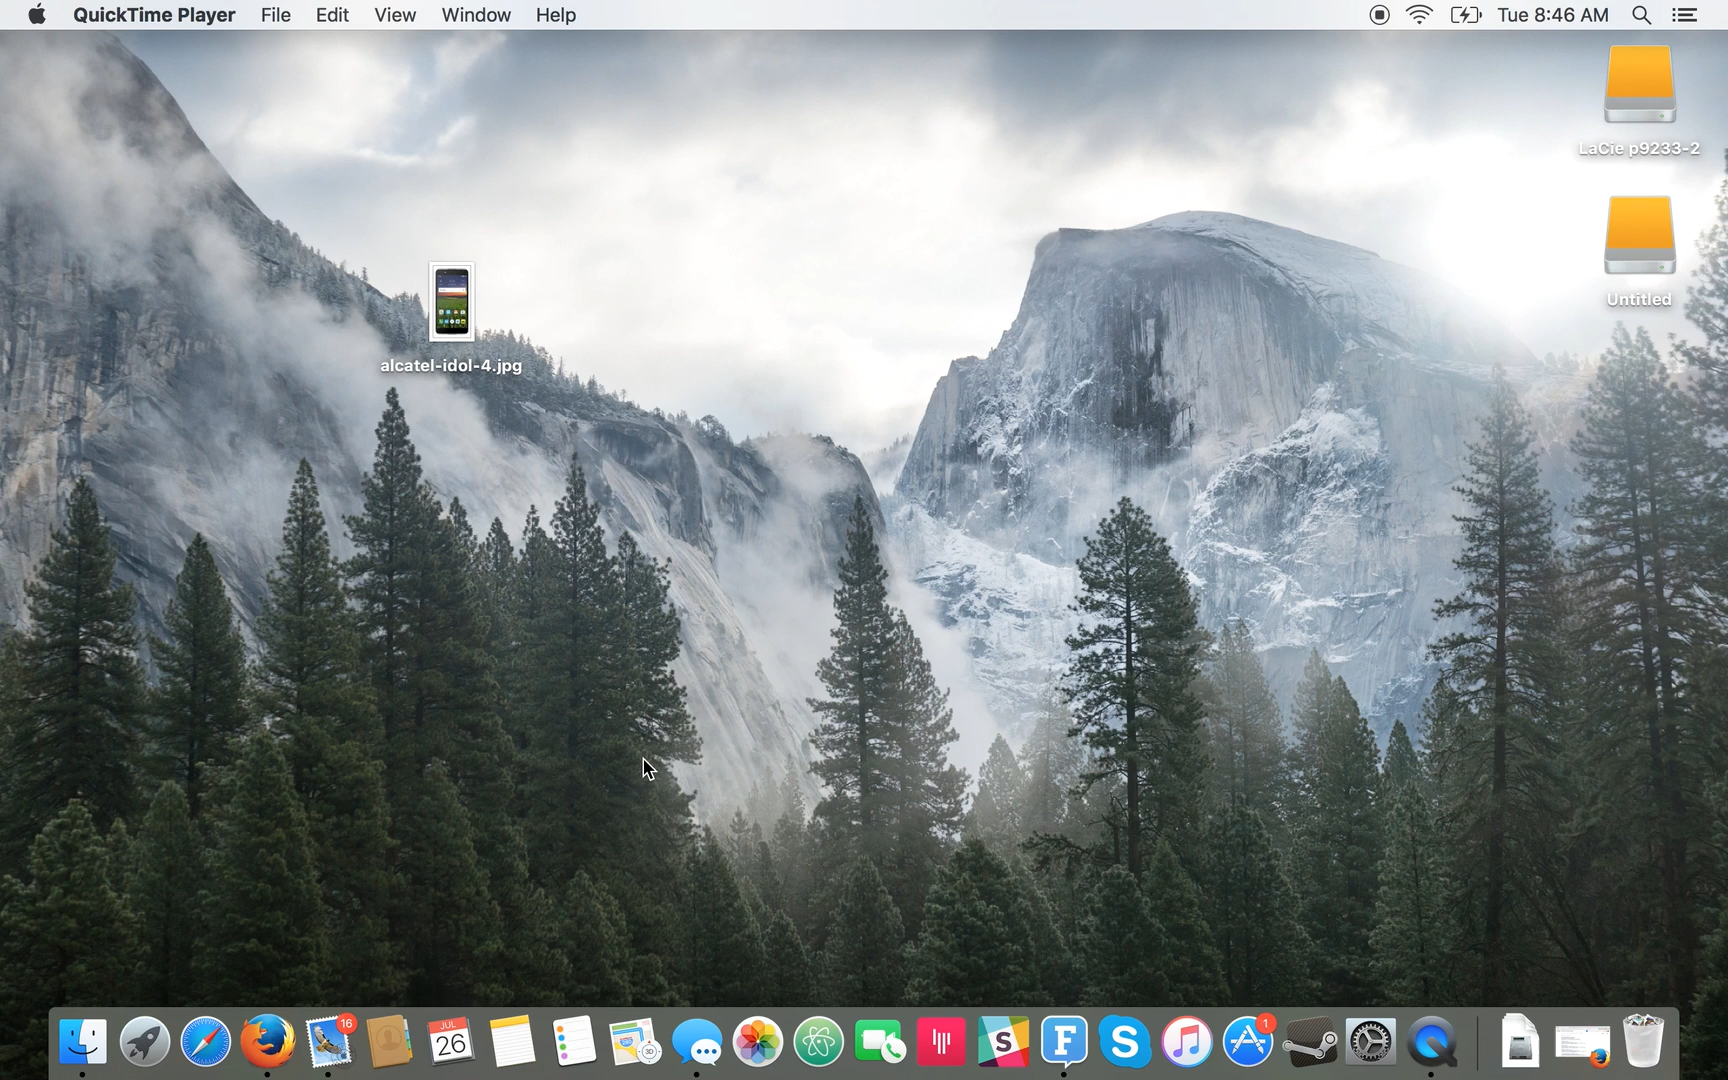 QuickTime Player File Edit View Window Help Tue 8:46 AM
LaCie p9233-2
Untitled
alcatel-idol-4.jpg
16
JUL
26
3D
S
F
S
1